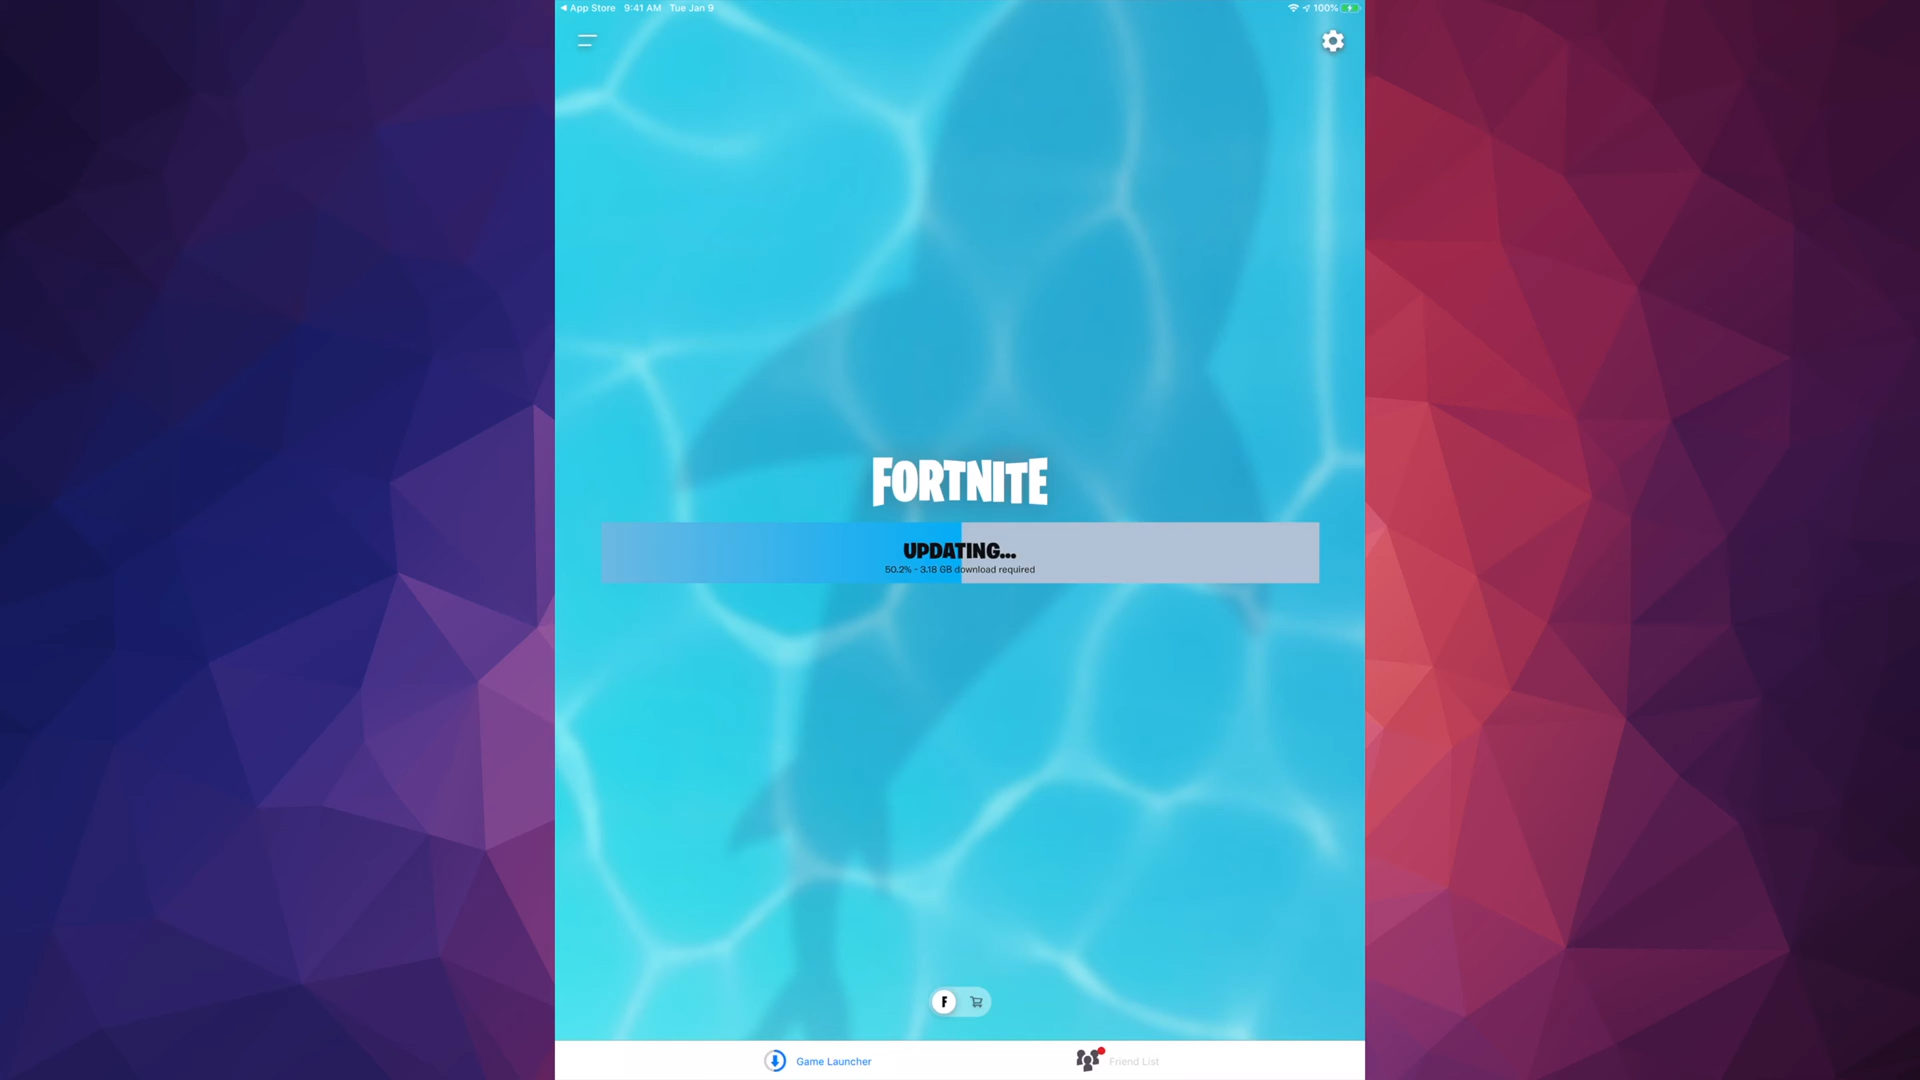 App Store 9:41 AM Tue Jan 9 100%
FORTNITE
UPDATING...
50.2% - 3.18 GB download required
F
Game Launcher Friend List